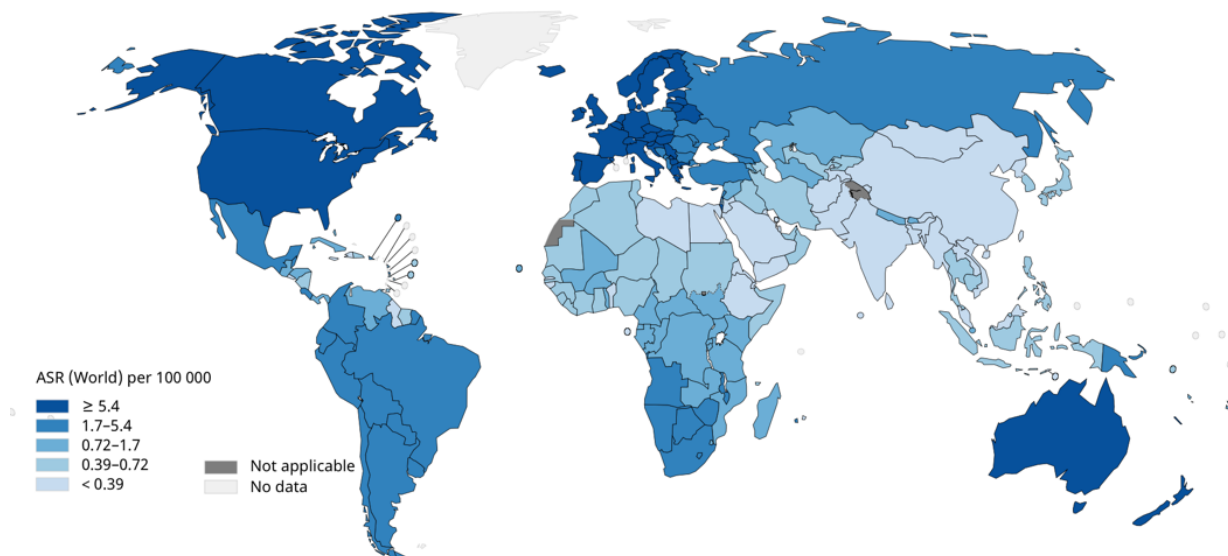 ASR (World) per 100 000
≥ 5.4
1.7–5.4
0.72–1.7
0.39–0.72
< 0.39
Not applicable
No data